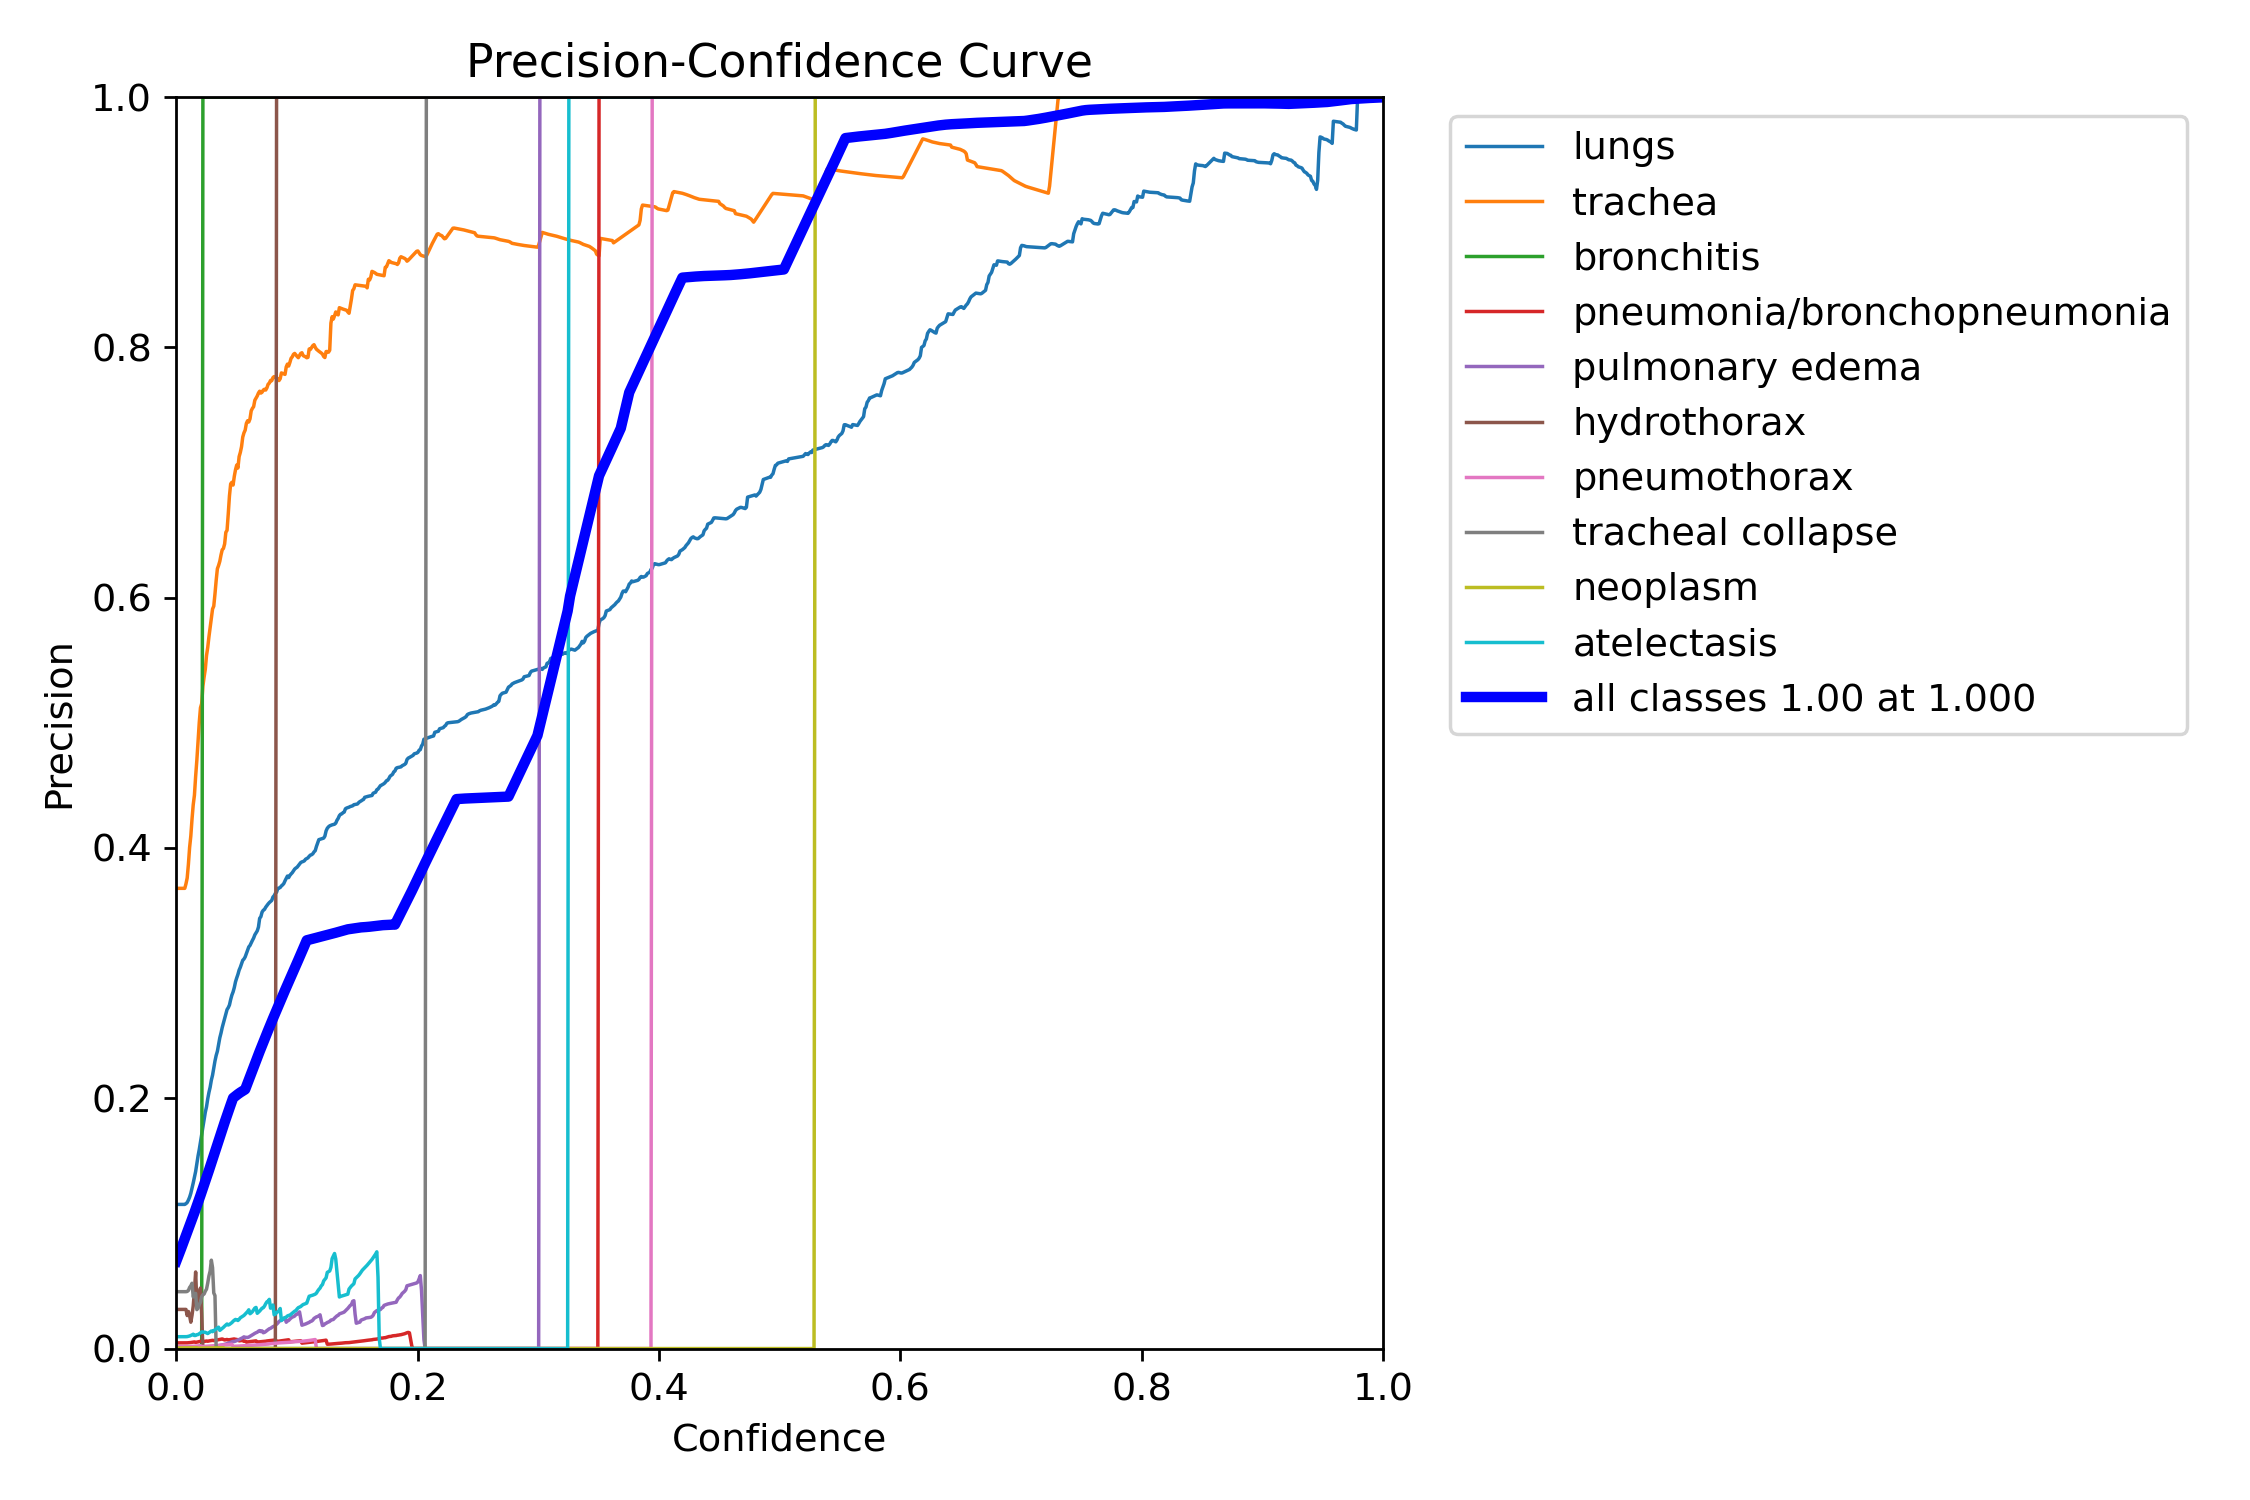 Precision-Confidence Curve
1.0
0.8
0.6
0.4
0.2
0.0
Precision
0.0 0.2 0.4 0.6 0.8 1.0
Confidence
lungs
trachea
bronchitis
pneumonia/bronchopneumonia
pulmonary edema
hydrothorax
pneumothorax
tracheal collapse
neoplasm
atelectasis
all classes 1.00 at 1.000